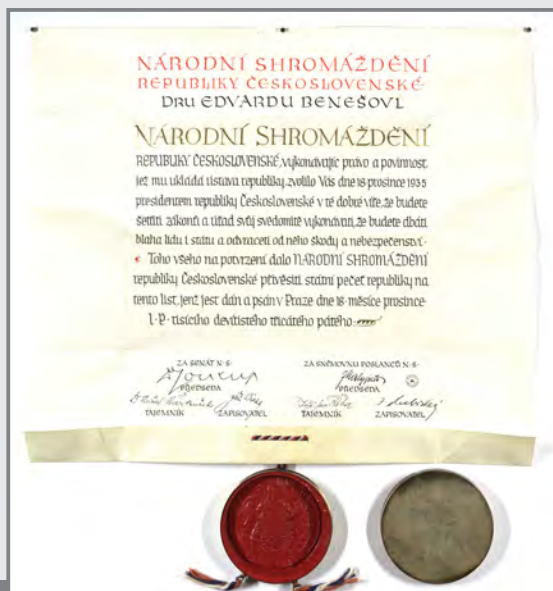 NÁRODNÍ SHROMÁŽDĚNÍ
REPUBLIKY ČESKOSLOVENSKÉ·
DRU EDVARDU BENEŠOVI.
NÁRODNÍ SHROMÁŽDĚNÍ
REPUBLIKY ČESKOSLOVENSKÉ, vykonávajíc právo a povinnost,
jež mu ukládá ústava republiky, zvolilo Vás dne 18·prosince 1935
presidentem republiky Československé v té dobré víře, že budete
šetřiti zákonů a úřad svůj svědomitě vykonávati, že budete dbáti
blaha lidu i státu a odvraceti od něho škody a nebezpečenství·
Toho všeho na potvrzení dalo NÁRODNÍ SHROMÁŽDĚNÍ
republiky Československé přivěsiti státní pečeť republiky na
tento list, jenž jest dán a psán v Praze dne 18· měsíce prosince·
L·P· tisícího devítistého třicátého pátého·
ZA SENÁT N·S· ZA SNĚMOVNU POSLANCŮ N·S·
PŘEDSEDA PŘEDSEDA
TAJEMNÍK ZAPISOVATEL TAJEMNÍK ZAPISOVATEL